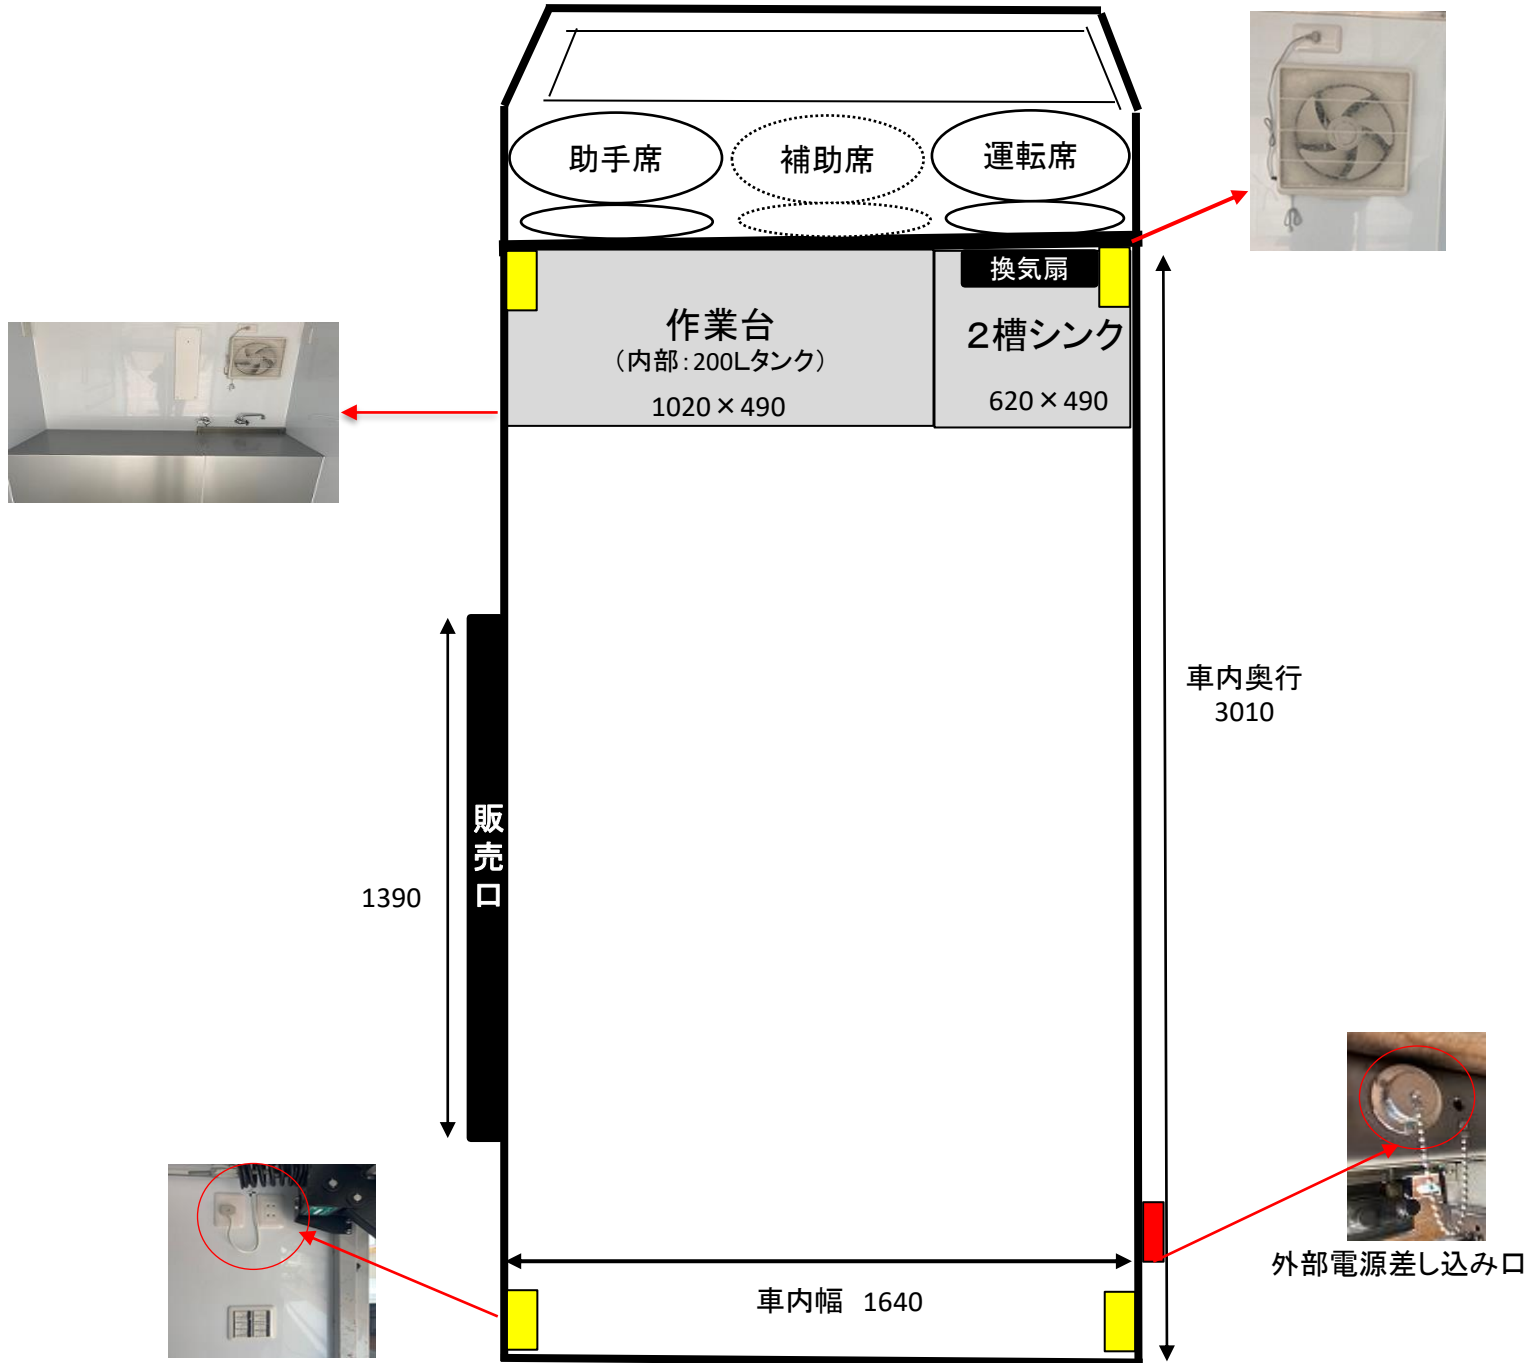 助手席
補助席
運転席
換気扇
作業台
（内部：200Lタンク）
1020×490
２槽シンク
620×490
車内奥行
3010
販売口
1390
外部電源差し込み口
車内幅 1640